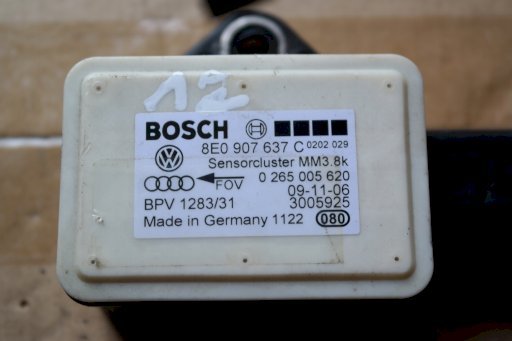 12
BOSCH
8E0 907 637 C 0202 029
Sensorcluster MM3.8k
FOV 0 265 005 620
09-11-06
BPV 1283/31 3005925
Made in Germany 1122 080